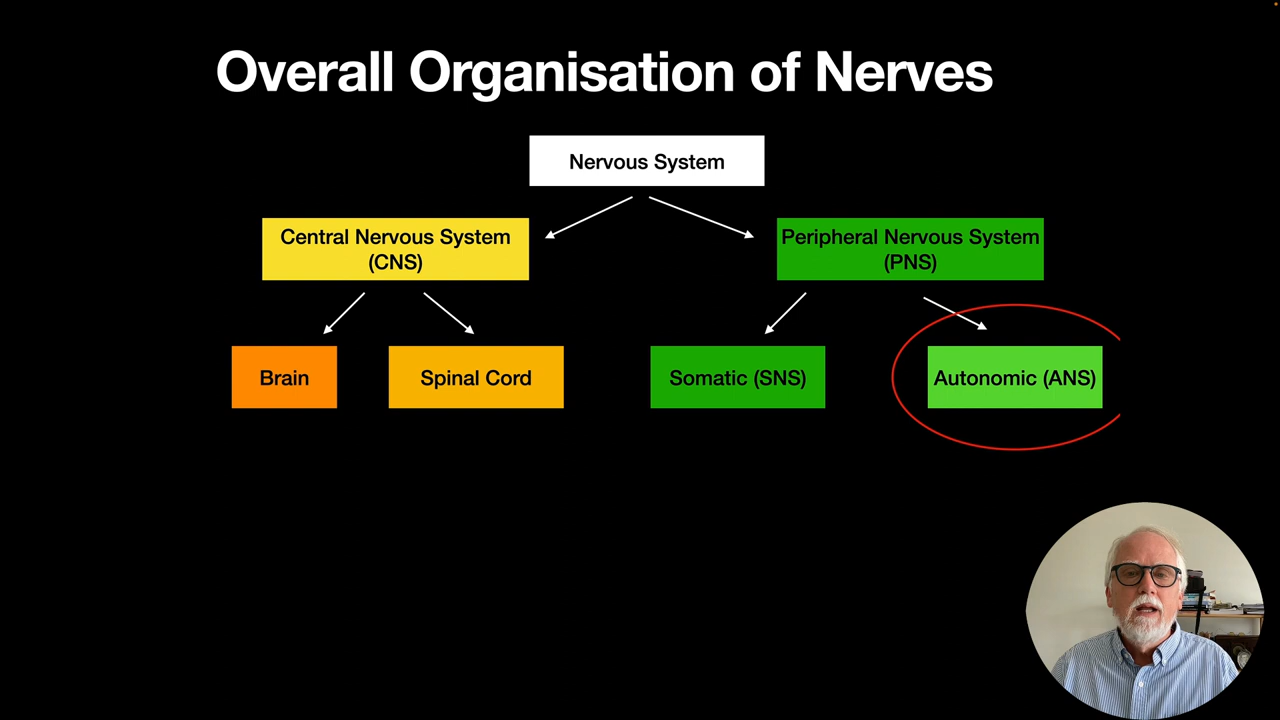 Overall Organisation of Nerves
Nervous System
Central Nervous System
(CNS)
Peripheral Nervous System
(PNS)
Brain
Spinal Cord
Somatic (SNS)
Autonomic (ANS)